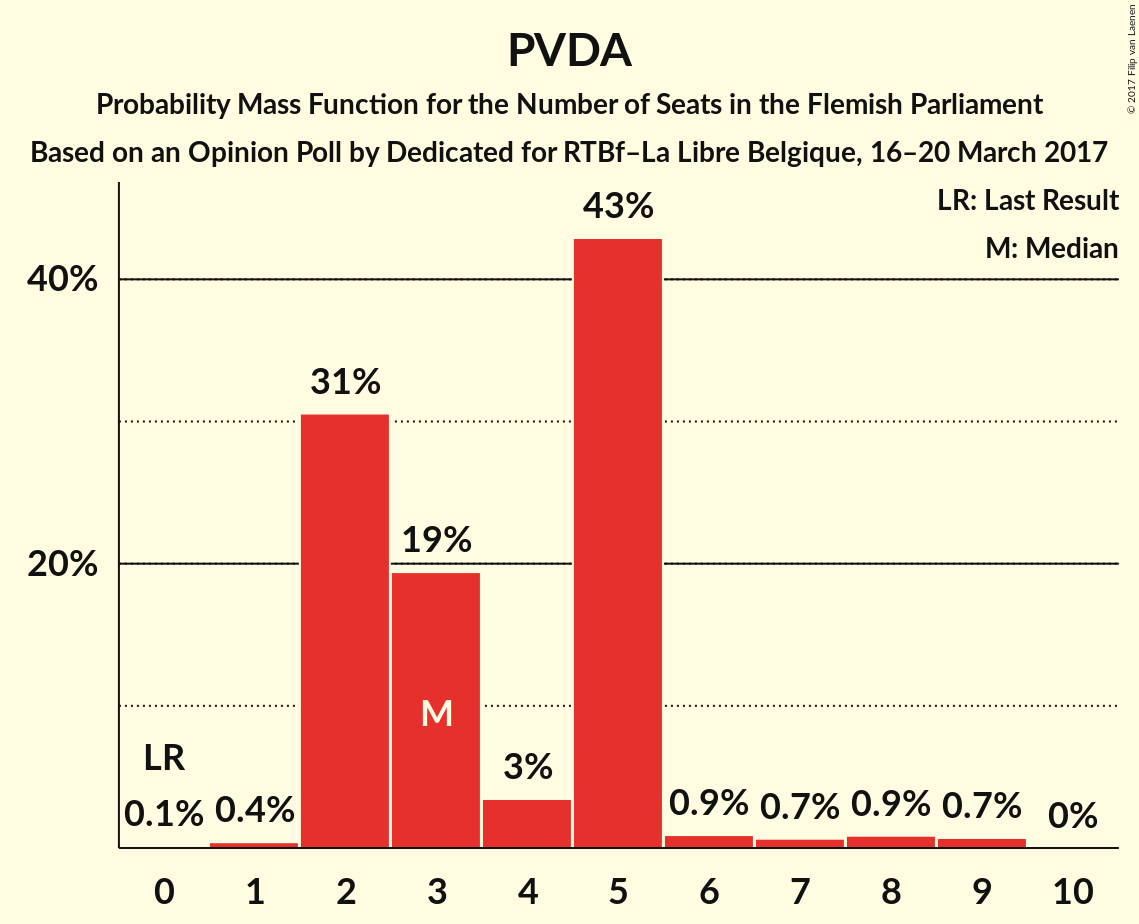 PVDA
Probability Mass Function for the Number of Seats in the Flemish Parliament
Based on an Opinion Poll by Dedicated for RTBf–La Libre Belgique, 16–20 March 2017
© 2017 Filip van Laenen
LR: Last Result
M: Median
43%
40%
31%
19%
20%
M
LR
3%
0.1% 0.4% 0.9% 0.7% 0.9% 0.7% 0%
0 1 2 3 4 5 6 7 8 9 10